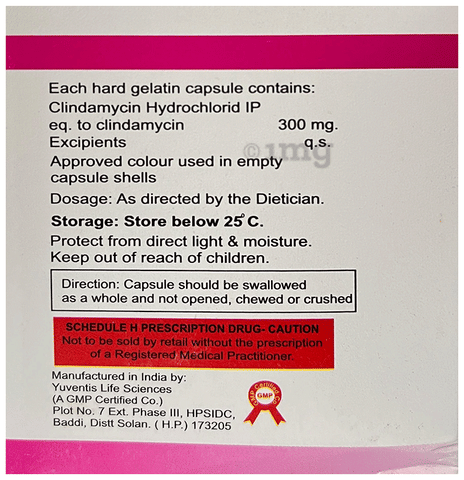 Each hard gelatin capsule contains:
Clindamycin Hydrochlorid IP
eq. to clindamycin 300 mg.
Excipients q.s.
©1mg
Approved colour used in empty
capsule shells
Dosage: As directed by the Dietician.
Storage: Store below 25°C.
Protect from direct light & moisture.
Keep out of reach of children.
Direction: Capsule should be swallowed
as a whole and not opened, chewed or crushed
SCHEDULE H PRESCRIPTION DRUG- CAUTION
Not to be sold by retail without the prescription
of a Registered Medical Practitioner.
Manufactured in India by:
Yuventis Life Sciences
(A GMP Certified Co.)
Plot No. 7 Ext. Phase III, HPSIDC,
Baddi, Distt Solan. ( H.P.) 173205
GMP